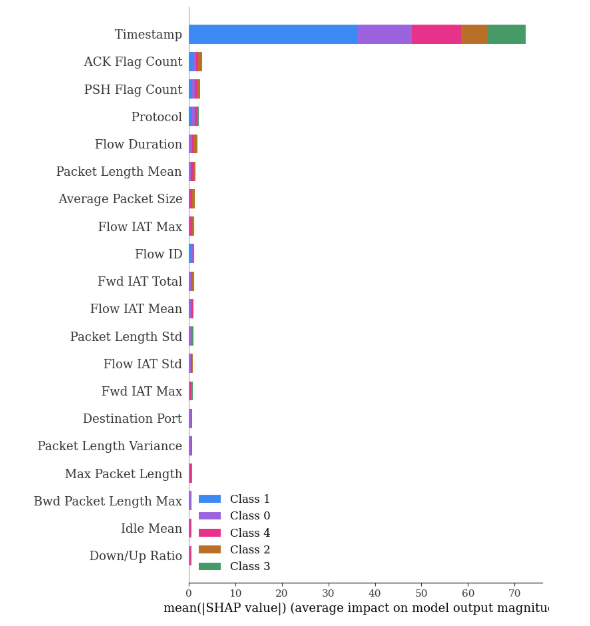 Timestamp
ACK Flag Count
PSH Flag Count
Protocol
Flow Duration
Packet Length Mean
Average Packet Size
Flow IAT Max
Flow ID
Fwd IAT Total
Flow IAT Mean
Packet Length Std
Flow IAT Std
Fwd IAT Max
Destination Port
Packet Length Variance
Max Packet Length
Bwd Packet Length Max
Idle Mean
Down/Up Ratio
Class 1
Class 0
Class 4
Class 2
Class 3
0 10 20 30 40 50 60 70
mean(|SHAP value|) (average impact on model output magnitu